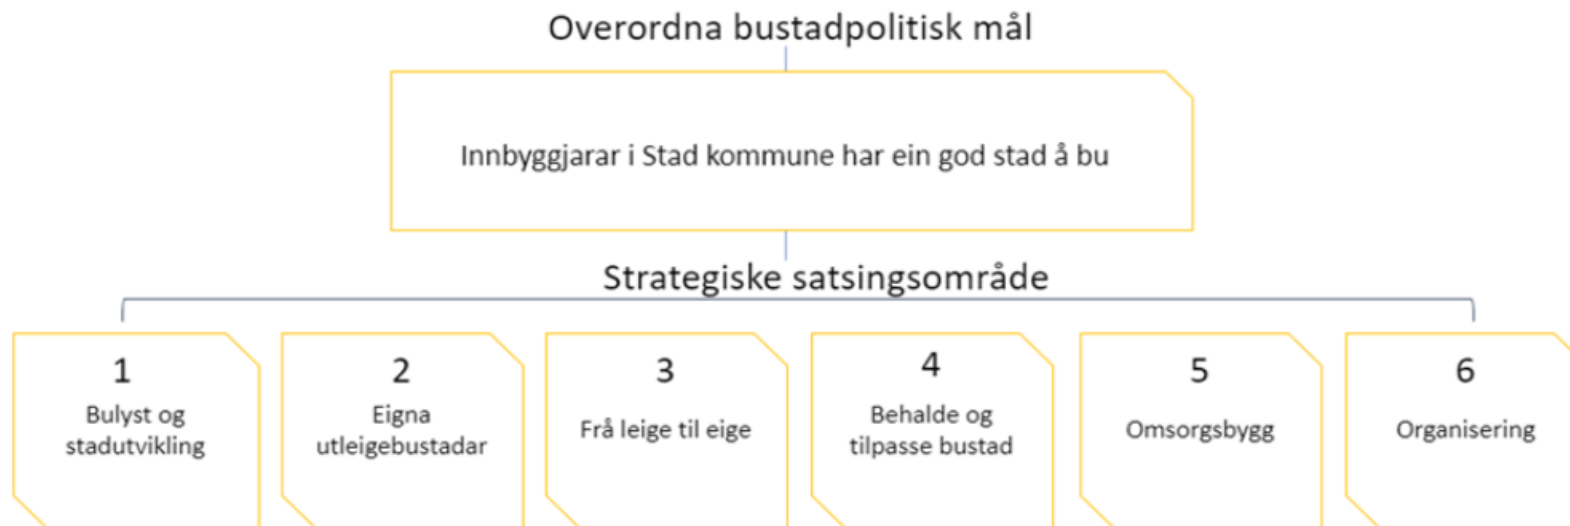 Overordna bustadpolitisk mål
Innbyggjarar i Stad kommune har ein god stad å bu
Strategiske satsingsområde
1
Bulyst og
stadutvikling
2
Eigna
utleigebustadar
3
Frå leige til eige
4
Behalde og
tilpasse bustad
5
Omsorgsbygg
6
Organisering